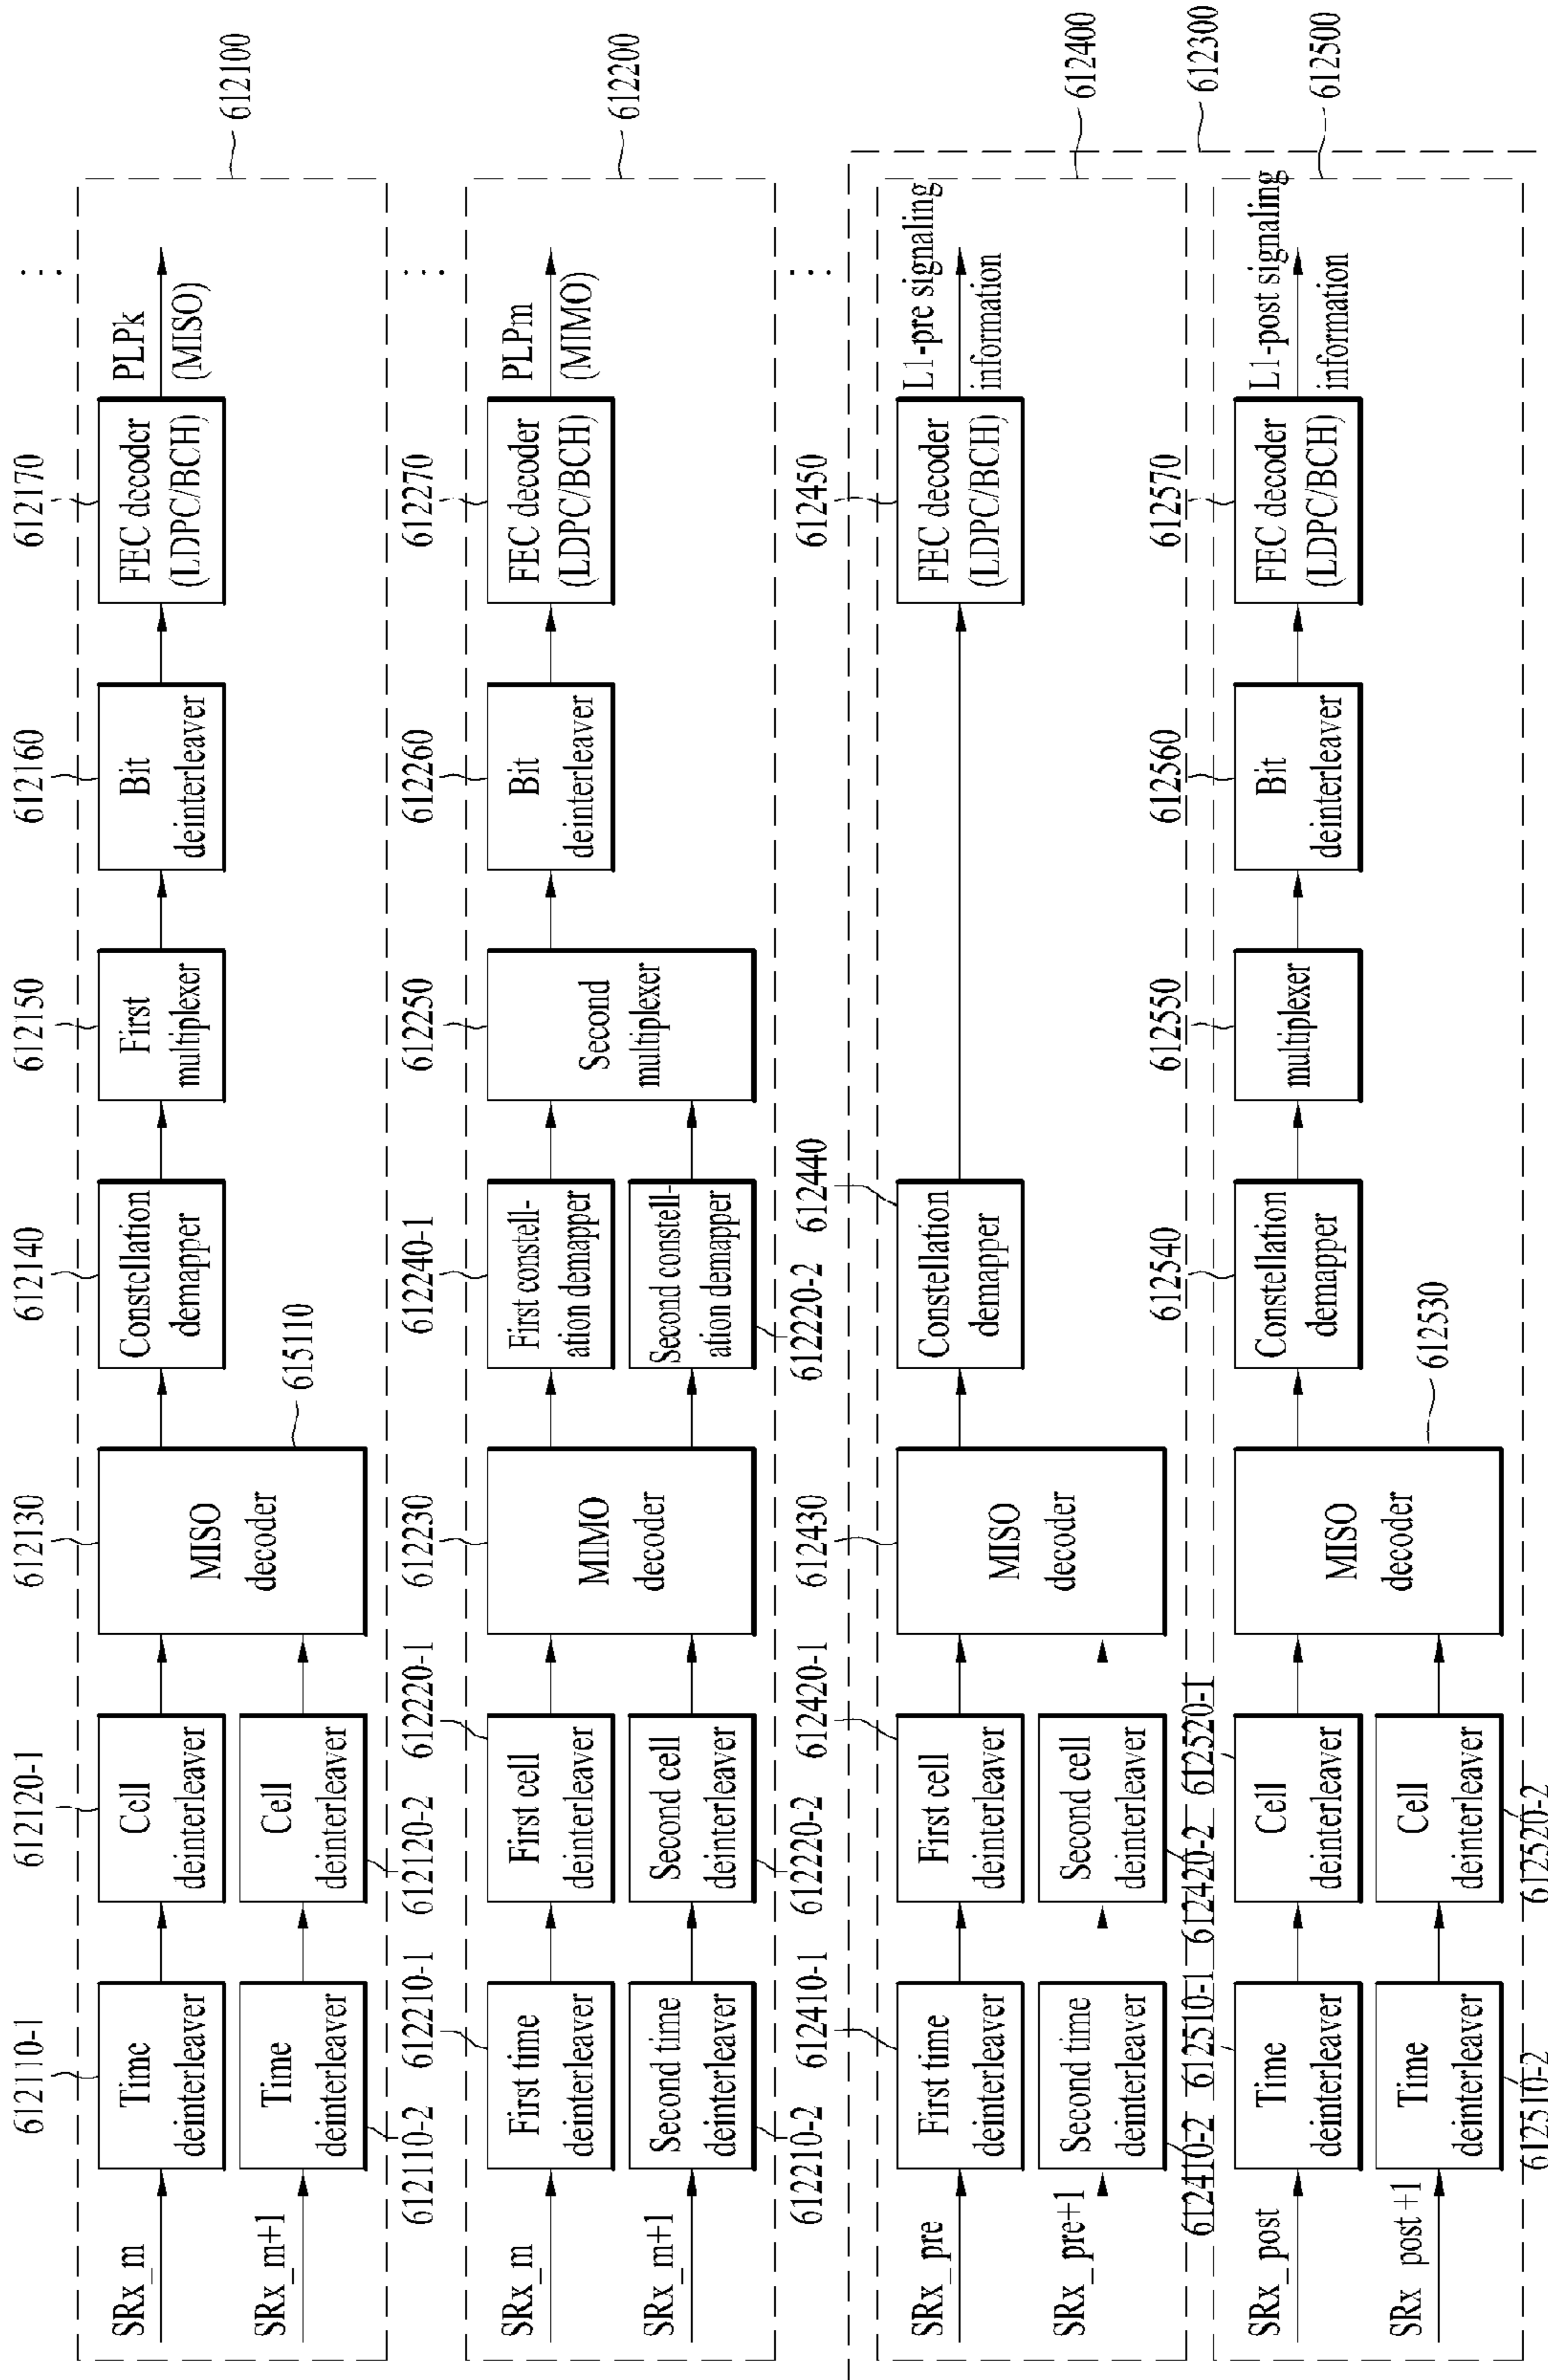 612110-1
612120-1
612130
612140
612150
612160
612170
SRx_m
Time
deinterleaver
Cell
deinterleaver
MISO
decoder
Constellation
demapper
First
multiplexer
Bit
deinterleaver
FEC decoder
(LDPC/BCH)
PLPk
(MISO)
SRx_m+1
Time
deinterleaver
Cell
deinterleaver
615110
612110-2
612120-2
612100
...
612210-1
612220-1
612230
612240-1
612250
612260
612270
SRx_m
First time
deinterleaver
First cell
deinterleaver
MIMO
decoder
First constell-
ation demapper
Second
multiplexer
Bit
deinterleaver
FEC decoder
(LDPC/BCH)
PLPm
(MIMO)
SRx_m+1
Second time
deinterleaver
Second cell
deinterleaver
Second constell-
ation demapper
612210-2
612220-2
612220-2
612200
...
612410-1
612420-1
612430
612440
612450
...
SRx_pre
First time
deinterleaver
First cell
deinterleaver
MISO
decoder
Constellation
demapper
FEC decoder
(LDPC/BCH)
L1-pre signaling
information
SRx_pre+1
Second time
deinterleaver
Second cell
deinterleaver
612410-2
612420-2
612400
612300
612510-1
612520-1
612540
612550
612560
612570
SRx_post
Time
deinterleaver
Cell
deinterleaver
MISO
decoder
Constellation
demapper
multiplexer
Bit
deinterleaver
FEC decoder
(LDPC/BCH)
L1-post signaling
information
SRx_post+1
Time
deinterleaver
Cell
deinterleaver
612530
612510-2
612520-2
612500